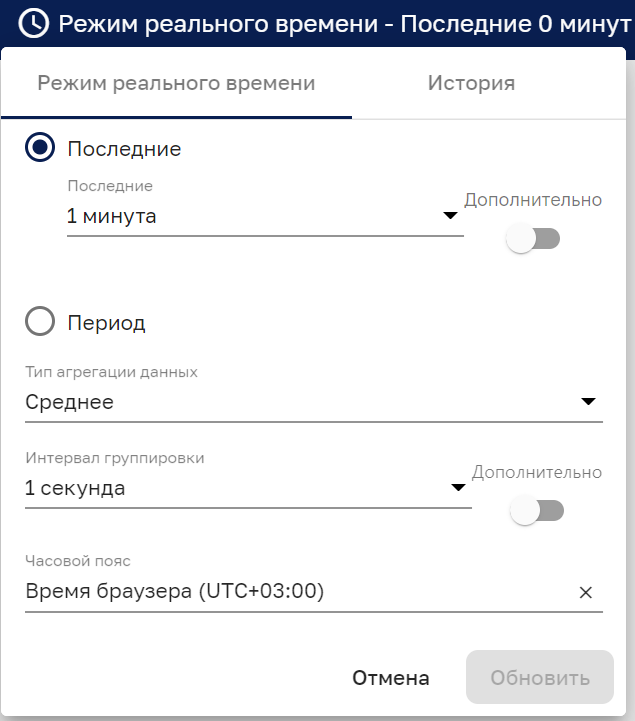 Режим реального времени - Последние 0 минут
Режим реального времени
История
Последние
Последние
1 минута
Дополнительно
Период
Тип агрегации данных
Среднее
Интервал группировки
1 секунда
Дополнительно
Часовой пояс
Время браузера (UTC+03:00)
Отмена
Обновить